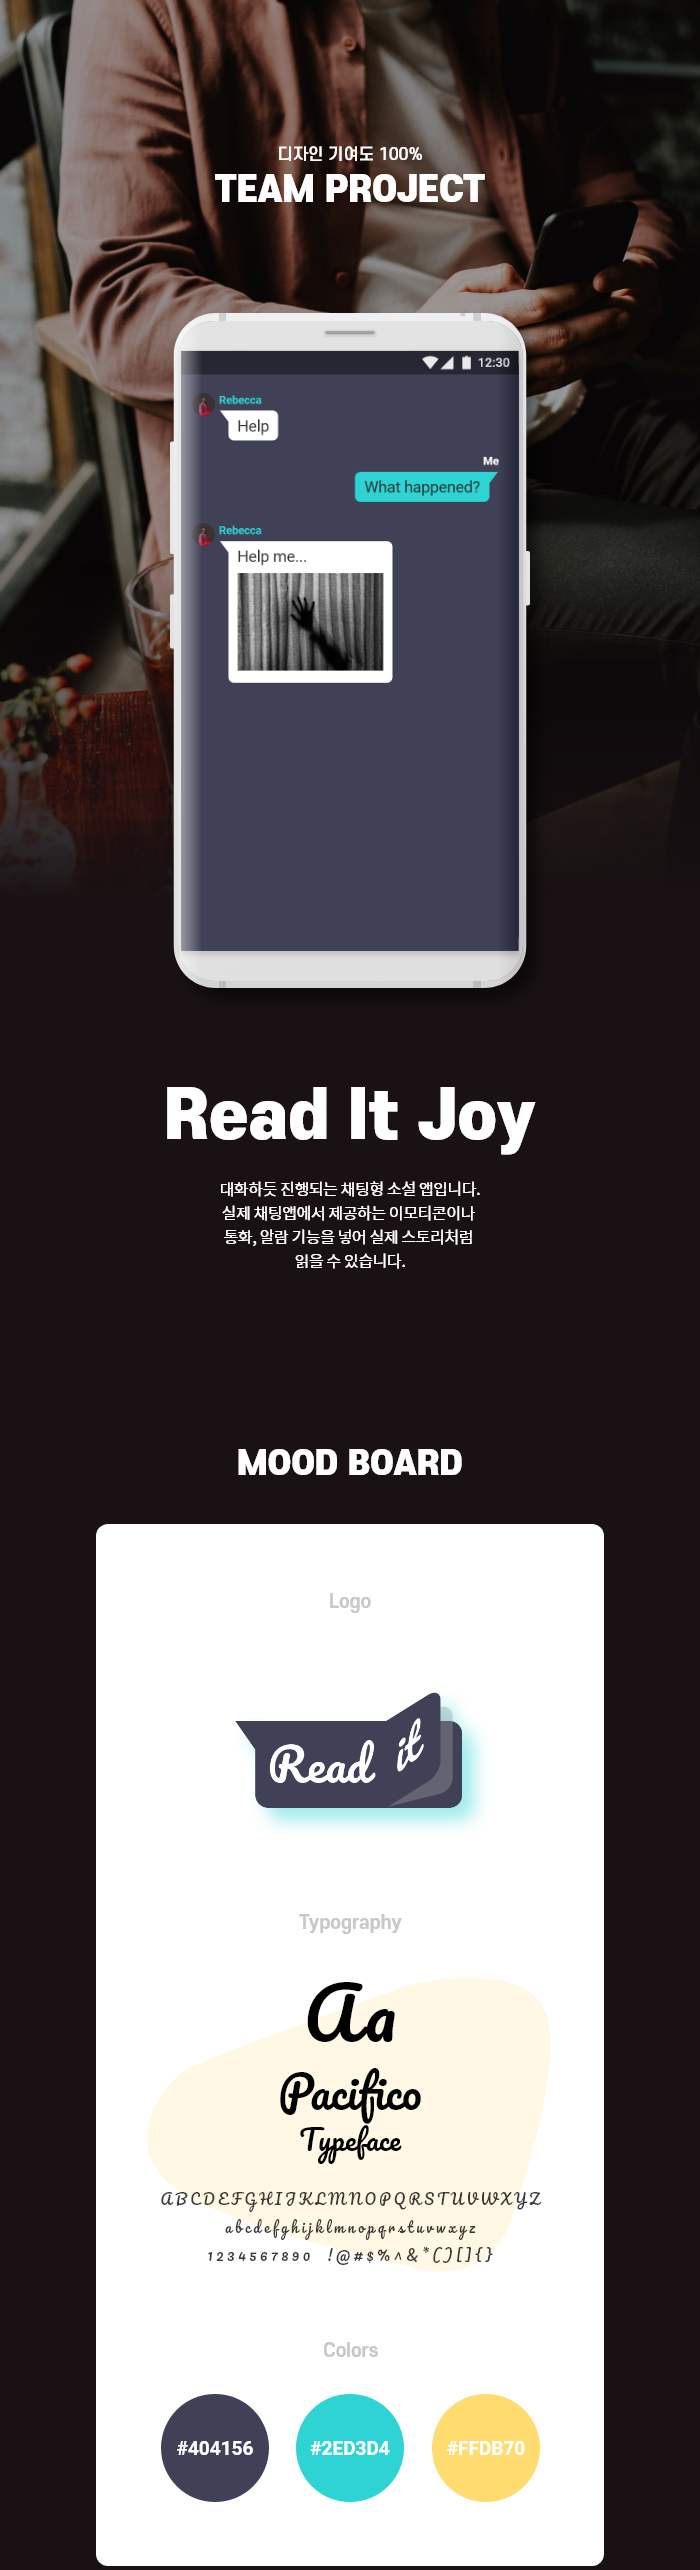 디자인 기여도 100%
TEAM PROJECT
12:30
Rebecca
Help
Me
What happened?
Rebecca
Help me...
Read It Joy
대화하듯 진행되는 채팅형 소설 앱입니다.
실제 채팅앱에서 제공하는 이모티콘이나
통화, 알람 기능을 넣어 실제 스토리처럼
읽을 수 있습니다.
MOOD BOARD
Logo
Read it
Typography
Aa
Pacifico
Typeface
ABCDEFGHIJKLMNOPQRSTUVWXYZ
abcdefghijklmnopqrstuvwxyz
1234567890 !@#$%^&*()[]{}
Colors
#404156 #2ED3D4 #FFDB70